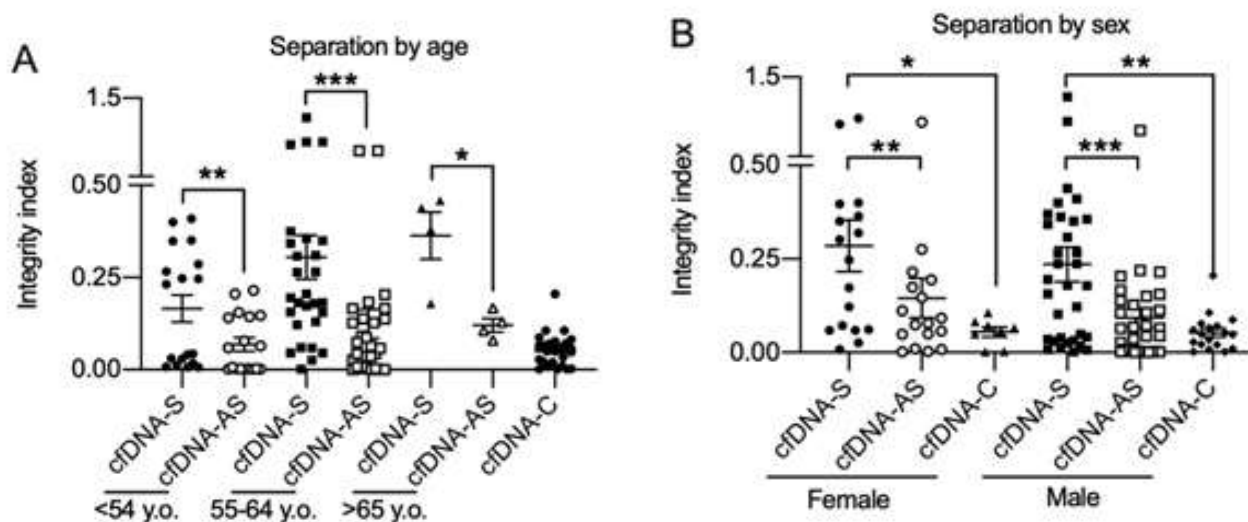 A
Separation by age
Integrity index
1.5
0.50
0.25
0.00
**
***
*
cfDNA-S
cfDNA-AS
cfDNA-S
cfDNA-AS
cfDNA-S
cfDNA-AS
cfDNA-C
<54 y.o.
55-64 y.o.
>65 y.o.
B
Separation by sex
Integrity index
1.5
0.50
0.25
0.00
*
**
**
***
cfDNA-S
cfDNA-AS
cfDNA-C
cfDNA-S
cfDNA-AS
cfDNA-C
Female
Male